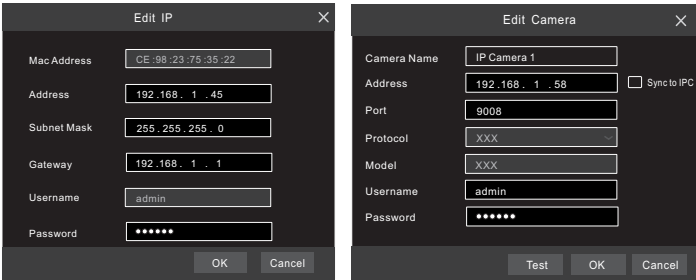 Edit IP
Mac Address CE:98:23:75:35:22
Address 192.168. 1 .45
Subnet Mask 255.255.255. 0
Gateway 192.168. 1 . 1
Username admin
Password ●●●●●●
OK Cancel
Edit Camera
Camera Name IP Camera 1
Address 192.168. 1 .58 Sync to IPC
Port 9008
Protocol XXX
Model XXX
Username admin
Password ●●●●●●
Test OK Cancel